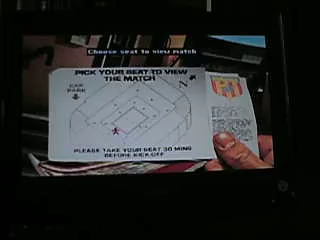 Choose seat to view match
PICK YOUR SEAT TO VIEW
THE MATCH
CAR
PARK
N
PLEASE TAKE YOUR SEAT 30 MINS
BEFORE KICK OFF